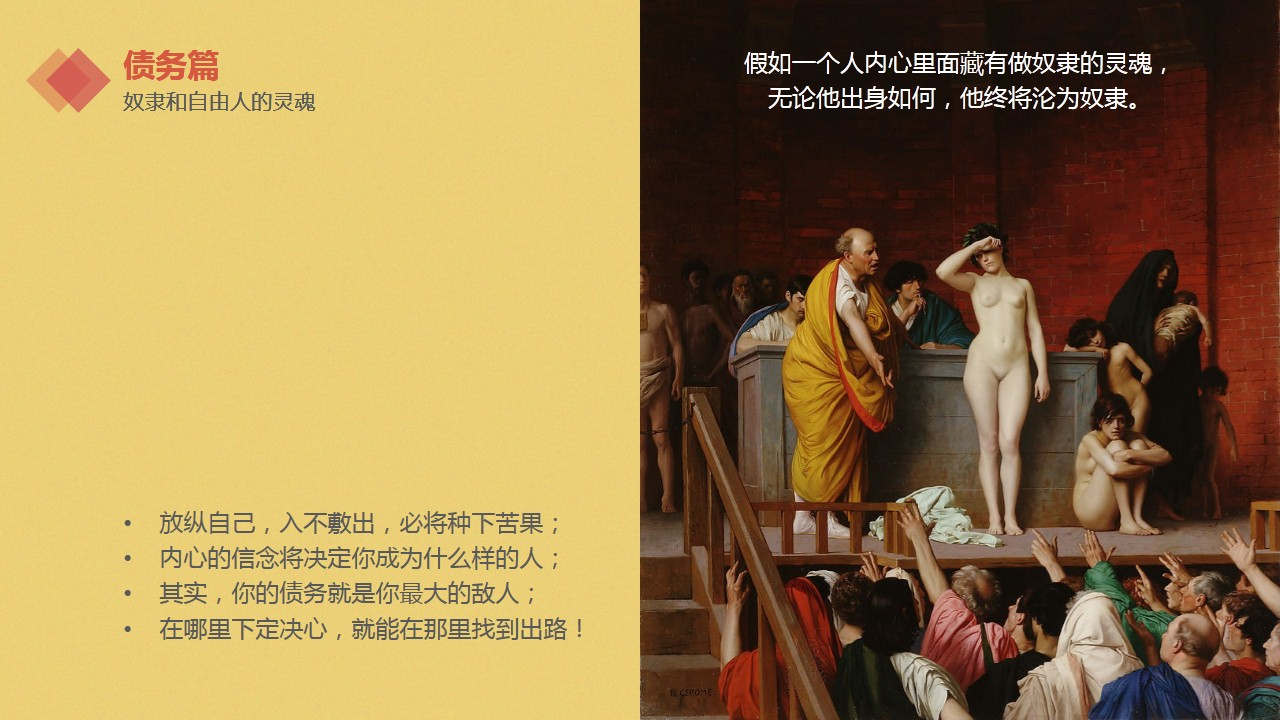 债务篇
奴隶和自由人的灵魂
假如一个人内心里面藏有做奴隶的灵魂，
无论他出身如何，他终将沦为奴隶。
• 放纵自己，入不敷出，必将种下苦果；
• 内心的信念将决定你成为什么样的人；
• 其实，你的债务就是你最大的敌人；
• 在哪里下定决心，就能在那里找到出路！
GEROME